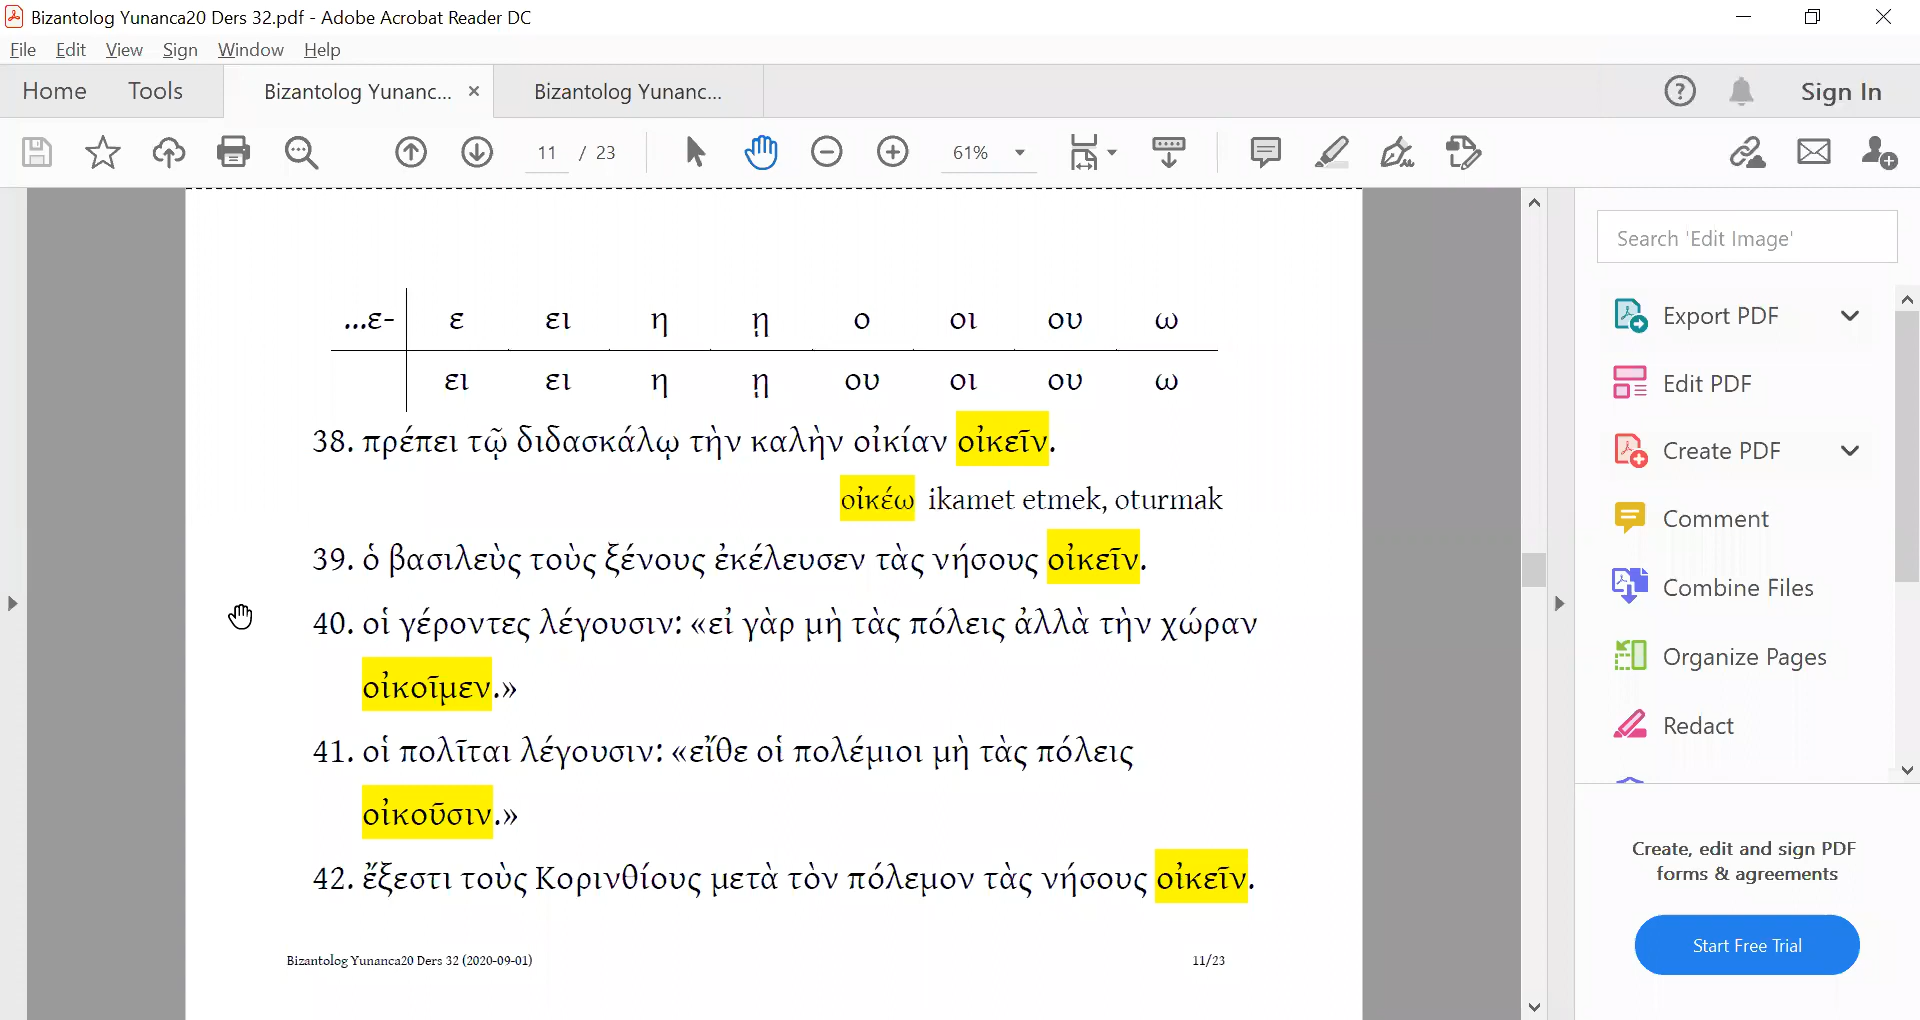 Bizantolog Yunanca20 Ders 32.pdf - Adobe Acrobat Reader DC
File Edit View Sign Window Help
Home Tools Bizantolog Yunanc... × Bizantolog Yunanc... Sign In
11 / 23 61%
Search 'Edit Image'
Export PDF
Edit PDF
Create PDF
Comment
Combine Files
Organize Pages
Redact
Create, edit and sign PDF
forms & agreements
Start Free Trial
...ε- ε ει η ῃ ο οι ου ω
ει ει η ῃ ου οι ου ω
38. πρέπει τῷ διδασκάλῳ τὴν καλὴν οἰκίαν οἰκεῖν.
οἰκέω ikamet etmek, oturmak
39. ὁ βασιλεὺς τοὺς ξένους ἐκέλευσεν τὰς νήσους οἰκεῖν.
40. οἱ γέροντες λέγουσιν: «εἰ γὰρ μὴ τὰς πόλεις ἀλλὰ τὴν χώραν
οἰκοῖμεν.»
41. οἱ πολῖται λέγουσιν: «εἴθε οἱ πολέμιοι μὴ τὰς πόλεις
οἰκοῦσιν.»
42. ἔξεστι τοὺς Κορινθίους μετὰ τὸν πόλεμον τὰς νήσους οἰκεῖν.
Bizantolog Yunanca20 Ders 32 (2020-09-01) 11/23